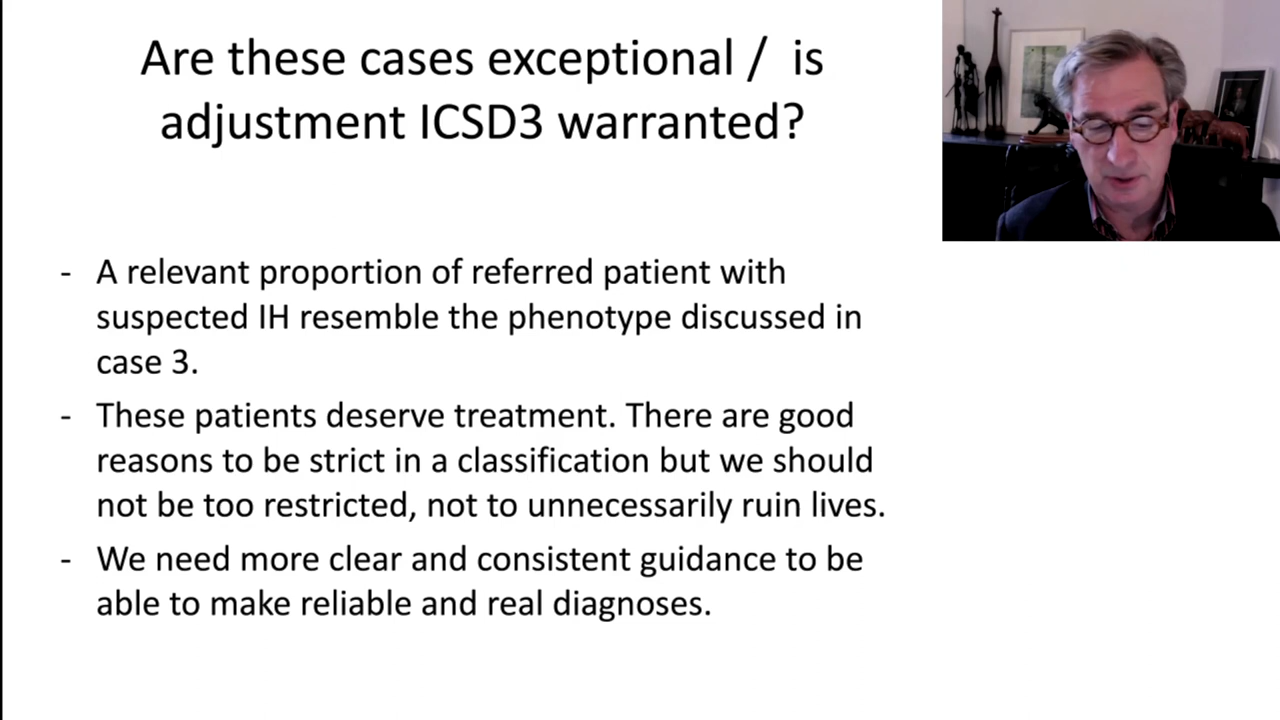 Are these cases exceptional / is
adjustment ICSD3 warranted?
- A relevant proportion of referred patient with
suspected IH resemble the phenotype discussed in
case 3.
- These patients deserve treatment. There are good
reasons to be strict in a classification but we should
not be too restricted, not to unnecessarily ruin lives.
- We need more clear and consistent guidance to be
able to make reliable and real diagnoses.